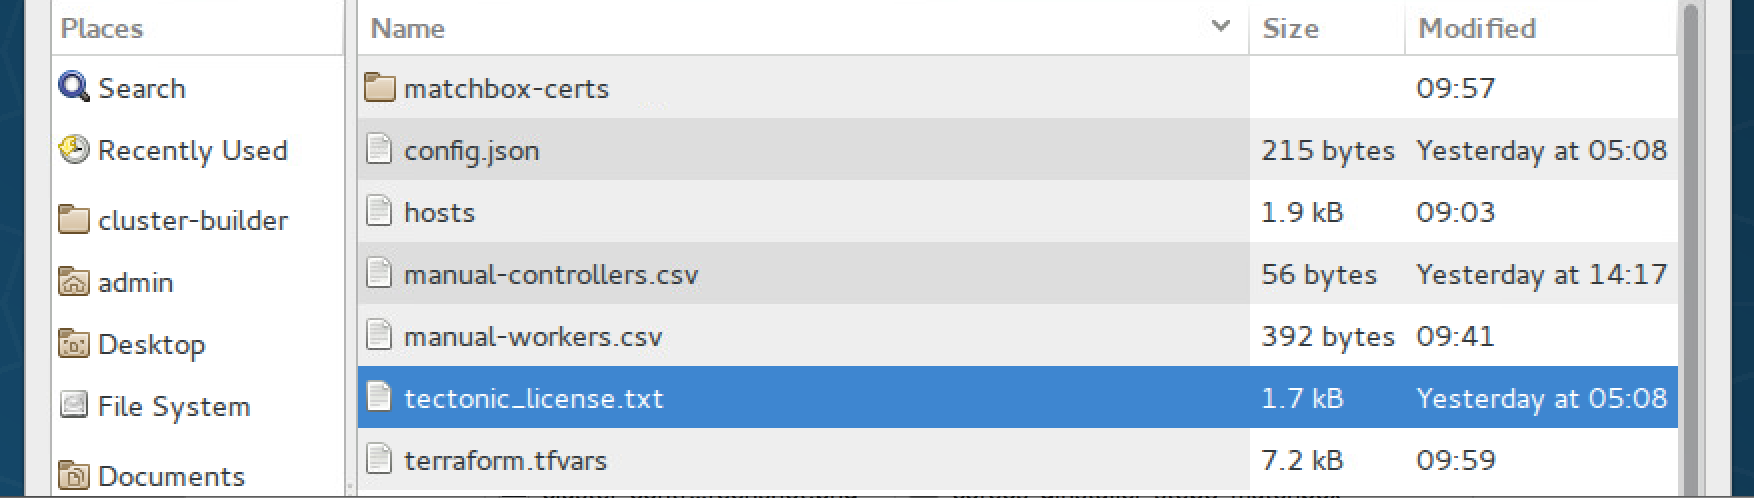 Places Name Size Modified
Search matchbox-certs 09:57
Recently Used config.json 215 bytes Yesterday at 05:08
cluster-builder hosts 1.9 kB 09:03
admin manual-controllers.csv 56 bytes Yesterday at 14:17
Desktop manual-workers.csv 392 bytes 09:41
File System tectonic_license.txt 1.7 kB Yesterday at 05:08
Documents terraform.tfvars 7.2 kB 09:59